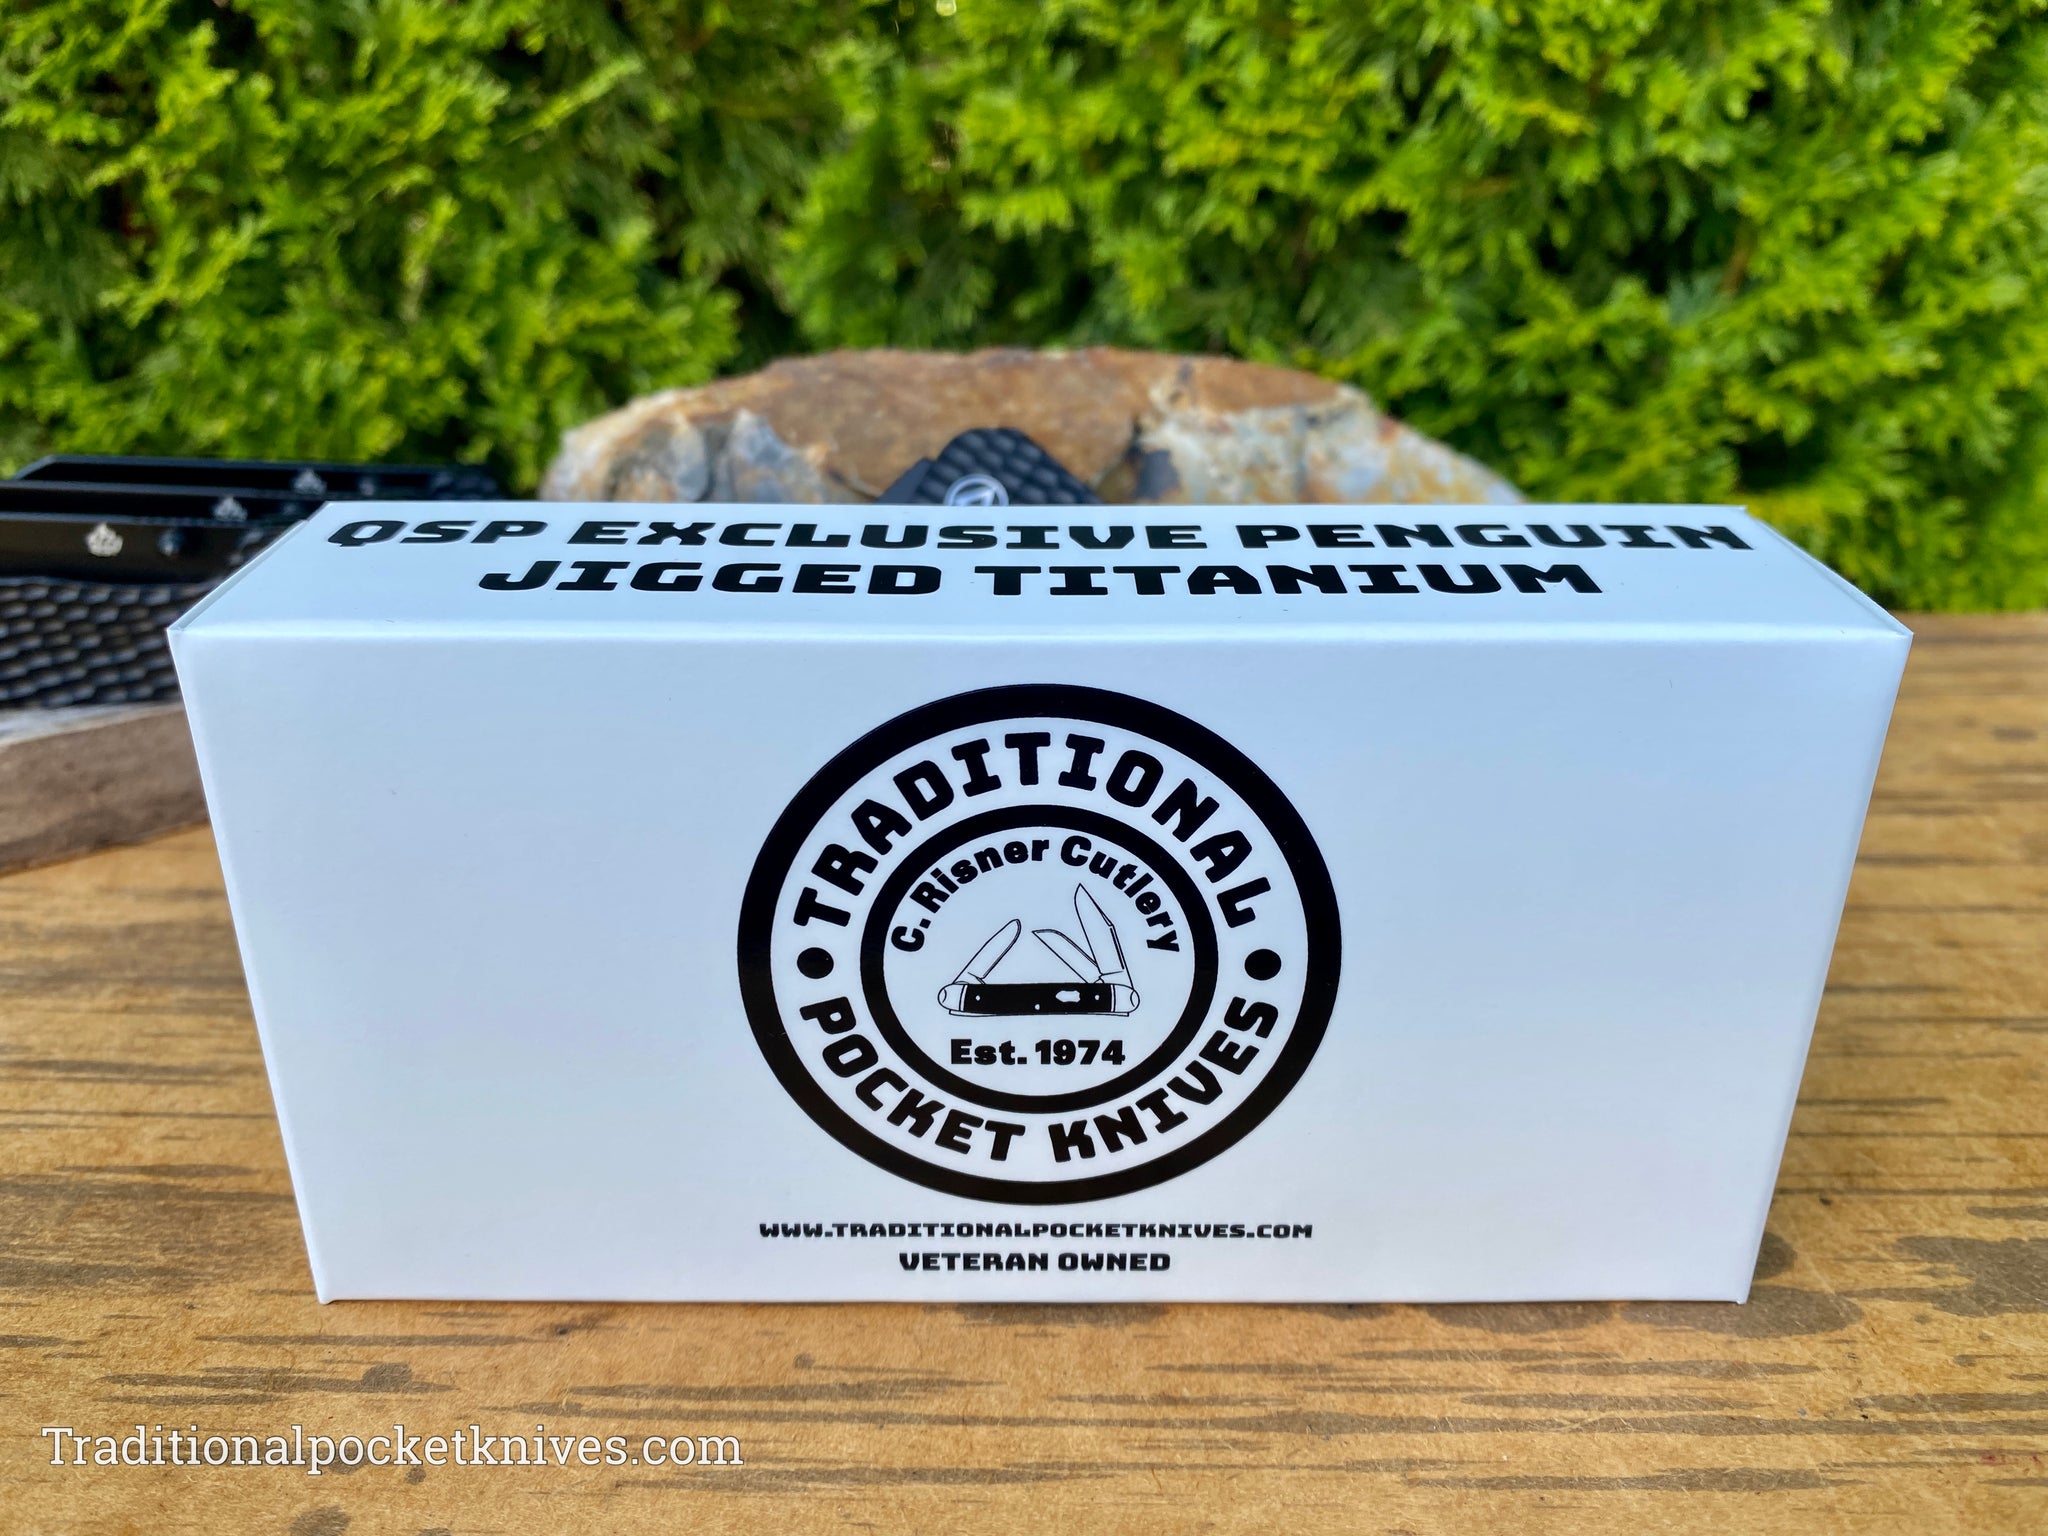 QSP EXCLUSIVE PENGUIN
JIGGED TITANIUM
TRADITIONAL
C. Risner Cutlery
Est. 1974
POCKET KNIVES
WWW.TRADITIONALPOCKETKNIVES.COM
VETERAN OWNED
Traditionalpocketknives.com